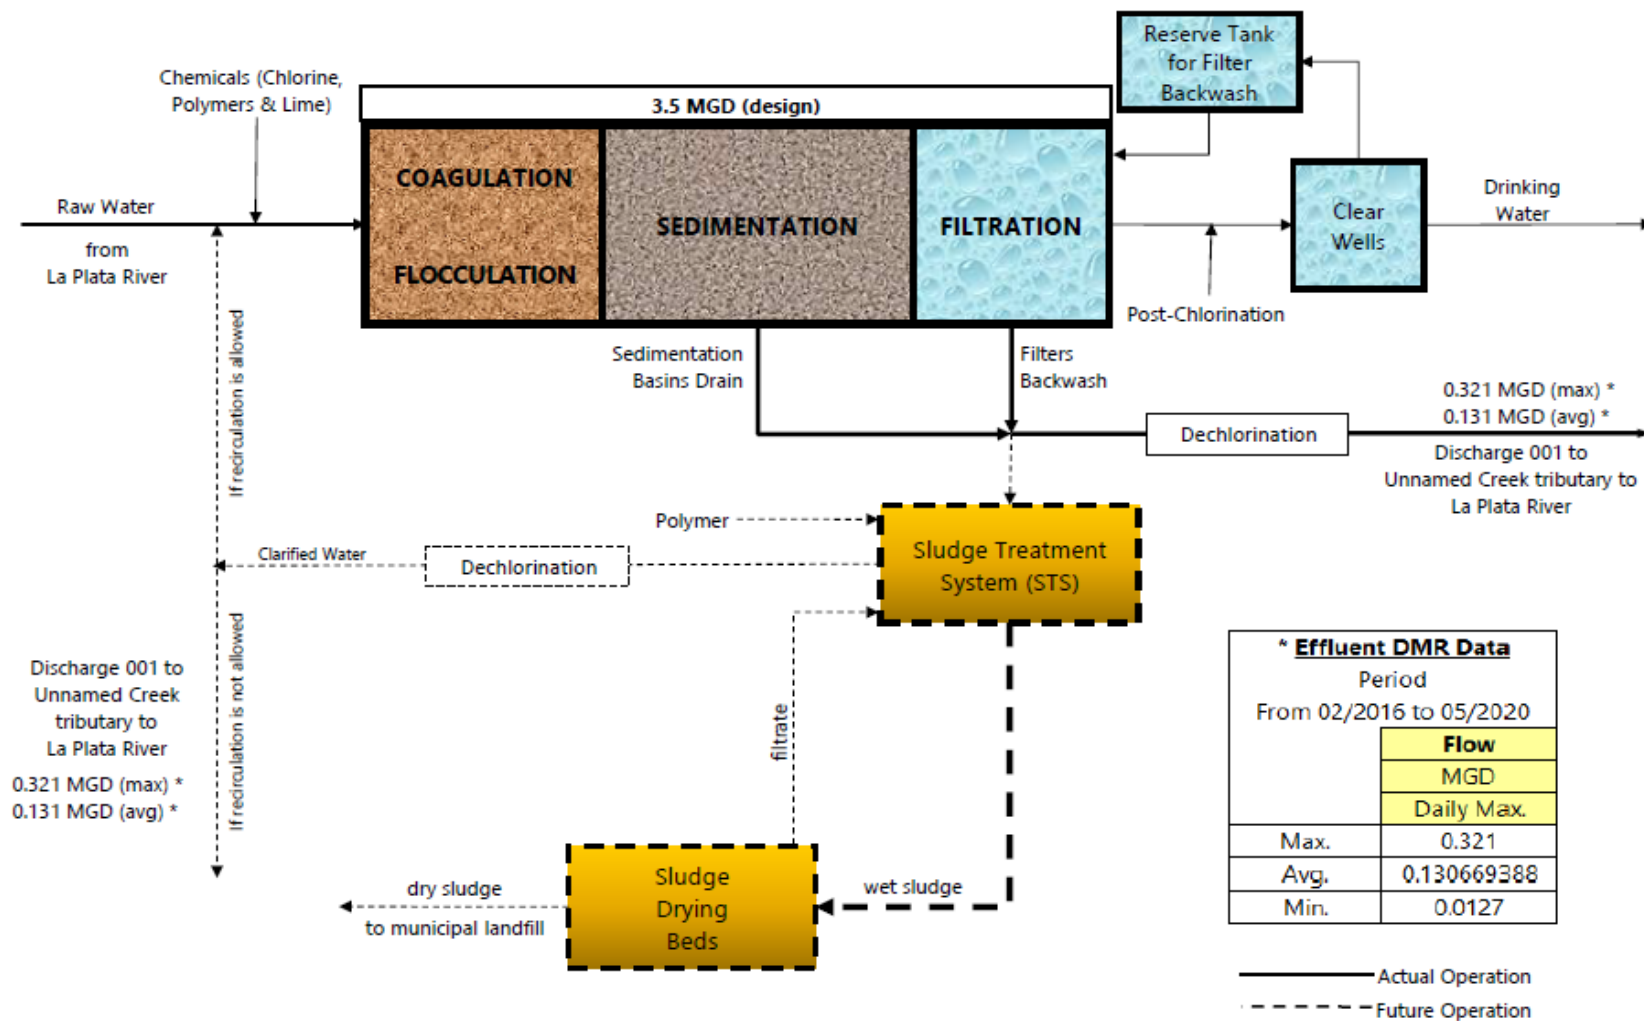 Chemicals (Chlorine,
Polymers & Lime)
3.5 MGD (design)
Reserve Tank
for Filter
Backwash
COAGULATION
FLOCCULATION
SEDIMENTATION
FILTRATION
Raw Water
from
La Plata River
Clear
Wells
Drinking
Water
Post-Chlorination
Sedimentation
Basins Drain
Filters
Backwash
Dechlorination
0.321 MGD (max) *
0.131 MGD (avg) *
Discharge 001 to
Unnamed Creek tributary to
La Plata River
If recirculation is allowed
Polymer
Sludge Treatment
System (STS)
Clarified Water
Dechlorination
If recirculation is not allowed
Discharge 001 to
Unnamed Creek
tributary to
La Plata River
0.321 MGD (max) *
0.131 MGD (avg) *
filtrate
wet sludge
Sludge
Drying
Beds
dry sludge
to municipal landfill
* Effluent DMR Data
Period
From 02/2016 to 05/2020
Flow
MGD
Daily Max.
Max. 0.321
Avg. 0.130669388
Min. 0.0127
Actual Operation
Future Operation